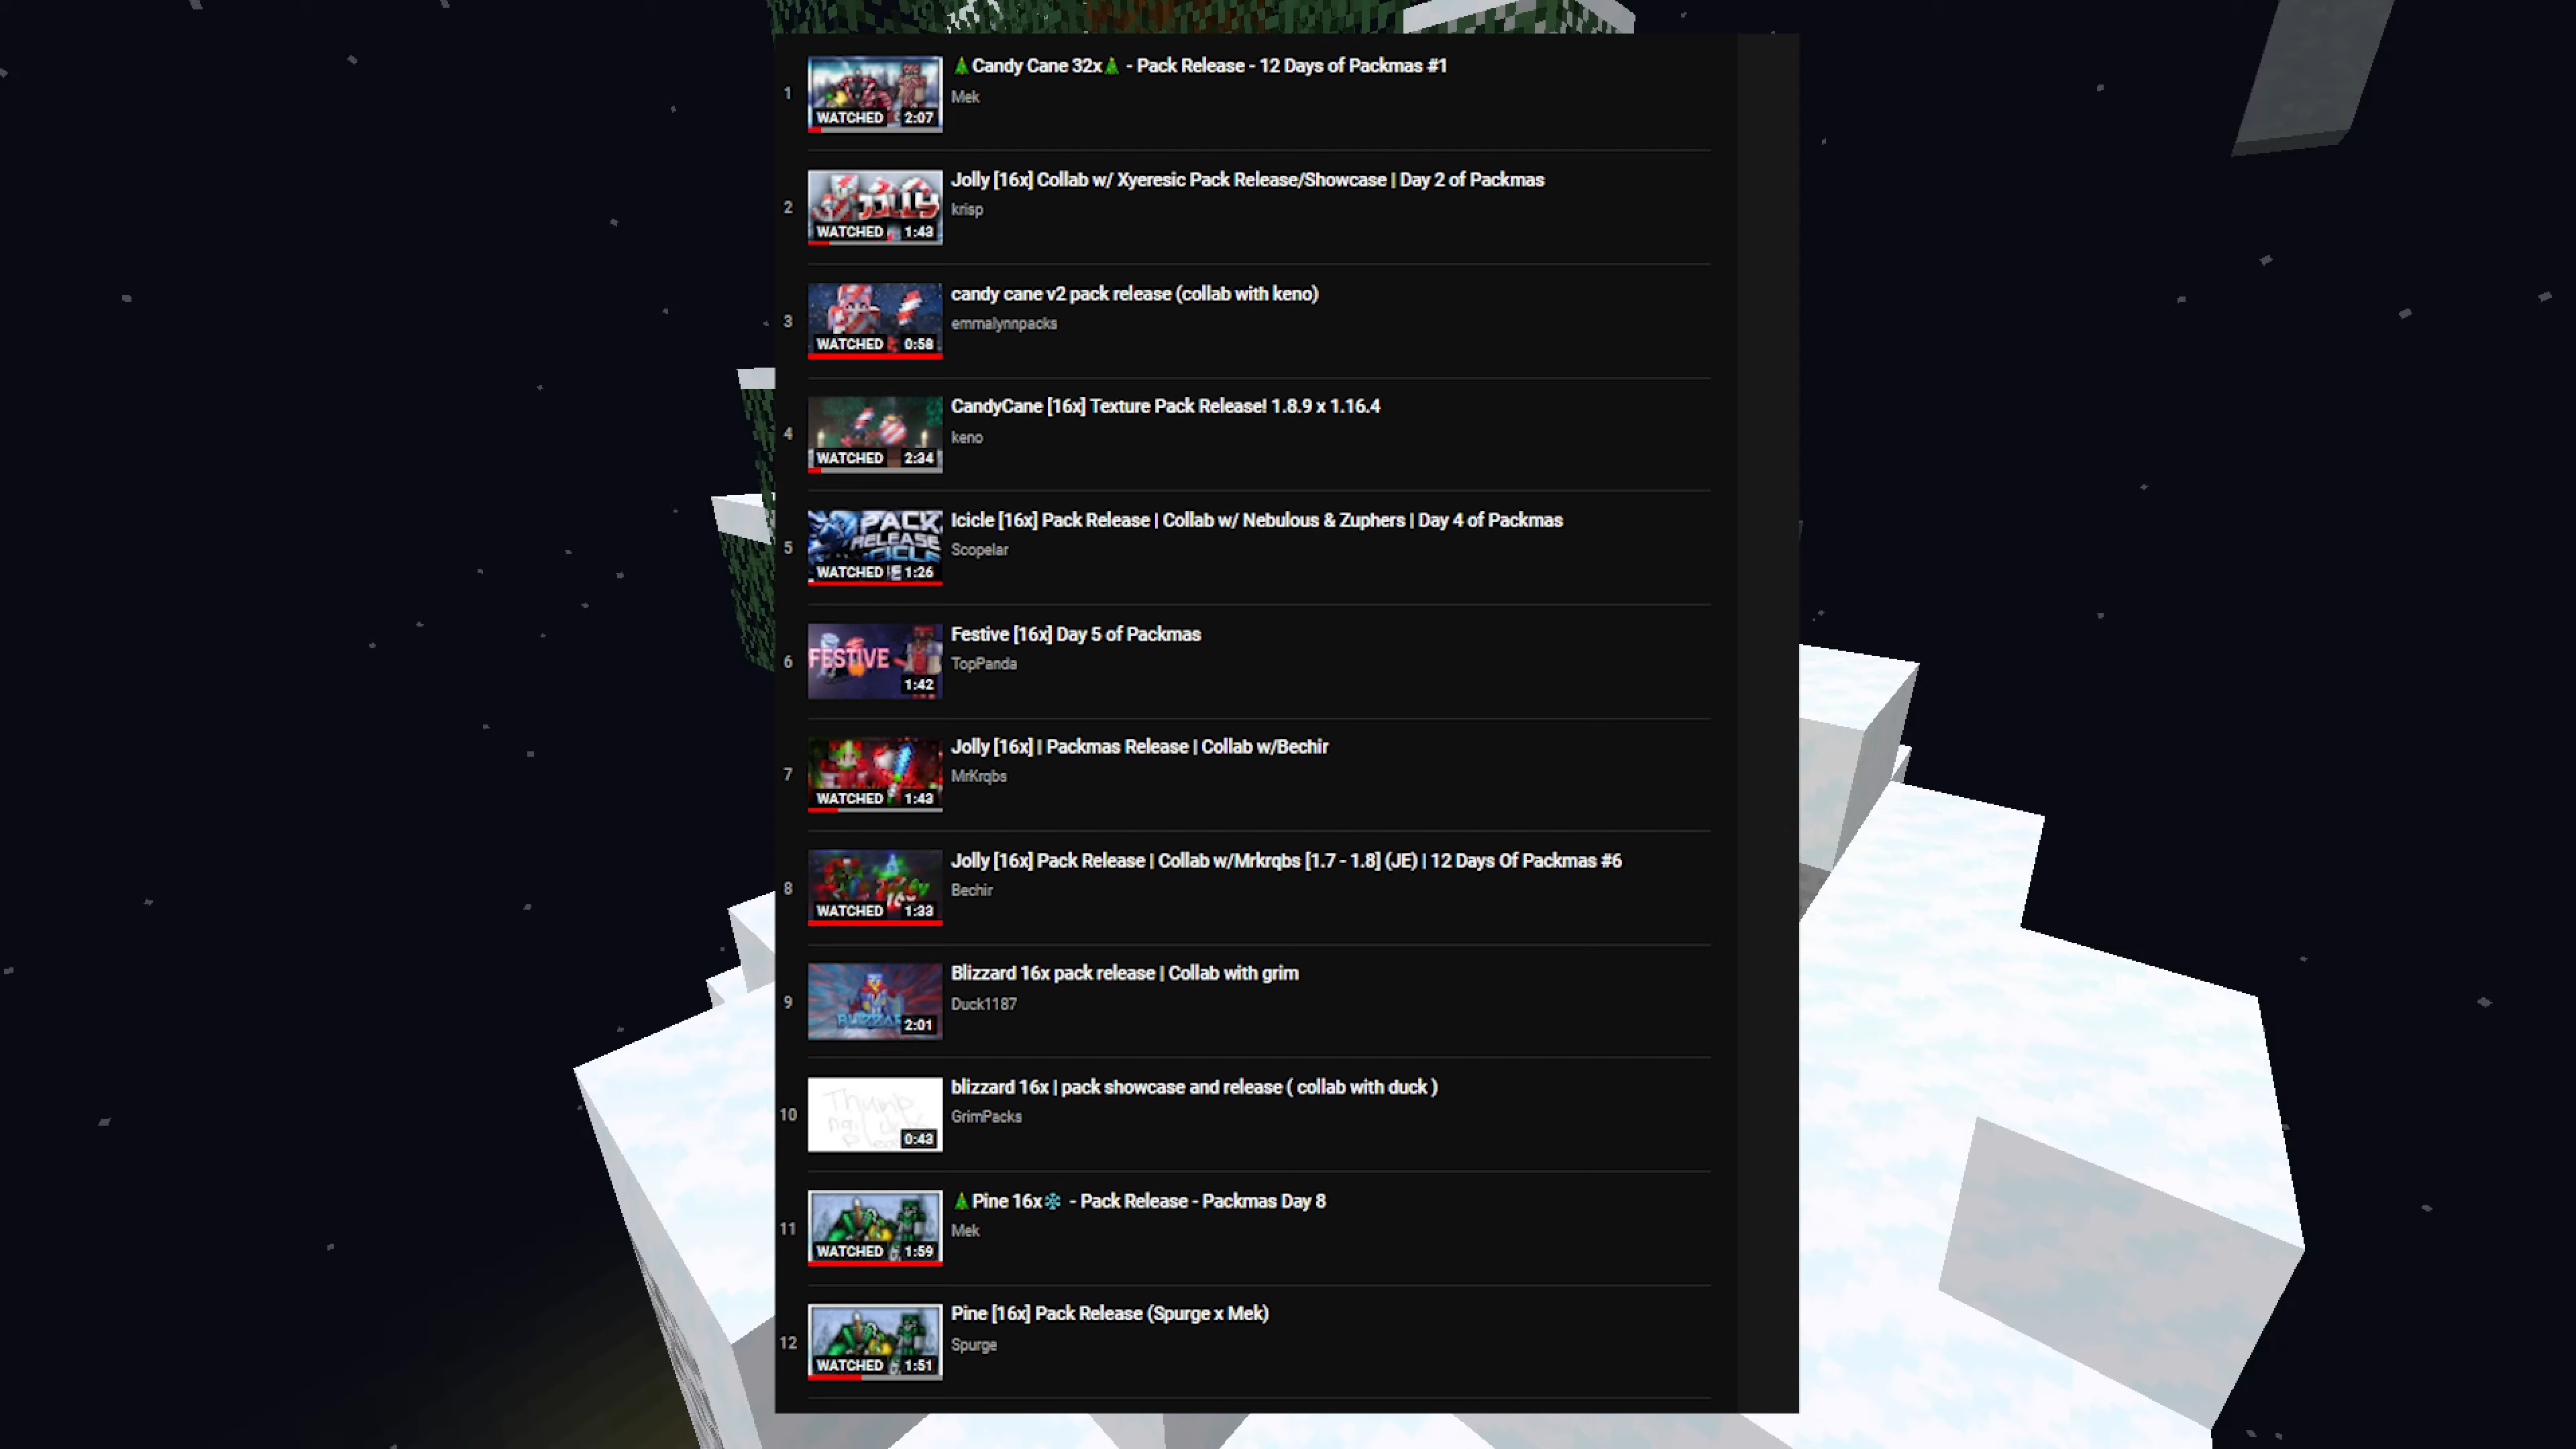 1
🎄Candy Cane 32x🎄 - Pack Release - 12 Days of Packmas #1
Mek
WATCHED 2:07
2
Jolly [16x] Collab w/ Xyeresic Pack Release/Showcase | Day 2 of Packmas
krisp
JOLLY
WATCHED 1:43
3
candy cane v2 pack release (collab with keno)
emmalynnpacks
WATCHED 0:58
4
CandyCane [16x] Texture Pack Release! 1.8.9 x 1.16.4
keno
WATCHED 2:34
5
Icicle [16x] Pack Release | Collab w/ Nebulous & Zuphers | Day 4 of Packmas
Scopelar
PACK
RELEASE
ICICLE
WATCHED 1:26
6
Festive [16x] Day 5 of Packmas
TopPanda
FESTIVE
1:42
7
Jolly [16x] | Packmas Release | Collab w/Bechir
MrKrqbs
WATCHED 1:43
8
Jolly [16x] Pack Release | Collab w/Mrkrqbs [1.7 - 1.8] (JE) | 12 Days Of Packmas #6
Bechir
WATCHED 1:33
9
Blizzard 16x pack release | Collab with grim
Duck1187
2:01
10
blizzard 16x | pack showcase and release ( collab with duck )
GrimPacks
Thump
0:43
11
🎄Pine 16x❄ - Pack Release - Packmas Day 8
Mek
WATCHED 1:59
12
Pine [16x] Pack Release (Spurge x Mek)
Spurge
WATCHED 1:51